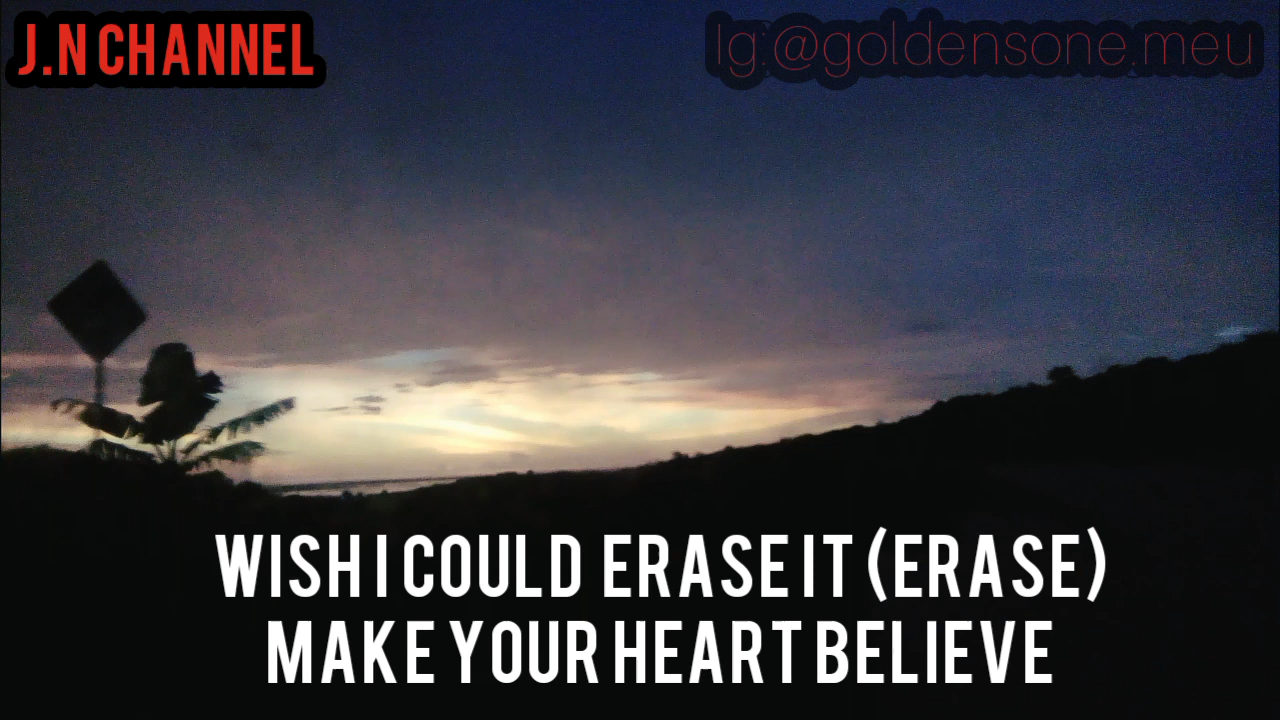 J.N CHANNEL
Ig:@goldensone.meu
WISH I COULD ERASE IT (ERASE)
MAKE YOUR HEART BELIEVE